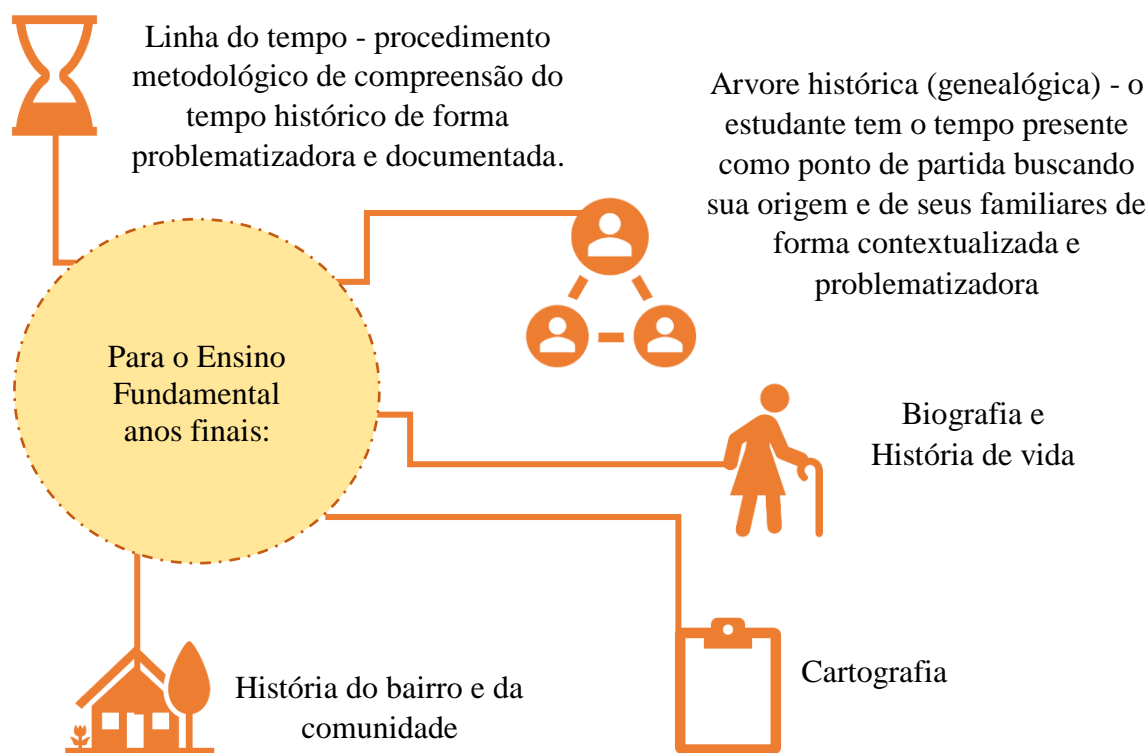 Linha do tempo - procedimento
metodológico de compreensão do
tempo histórico de forma
problematizadora e documentada.
Arvore histórica (genealógica) - o
estudante tem o tempo presente
como ponto de partida buscando
sua origem e de seus familiares de
forma contextualizada e
problematizadora
Para o Ensino
Fundamental
anos finais:
Biografia e
História de vida
Cartografia
História do bairro e da
comunidade